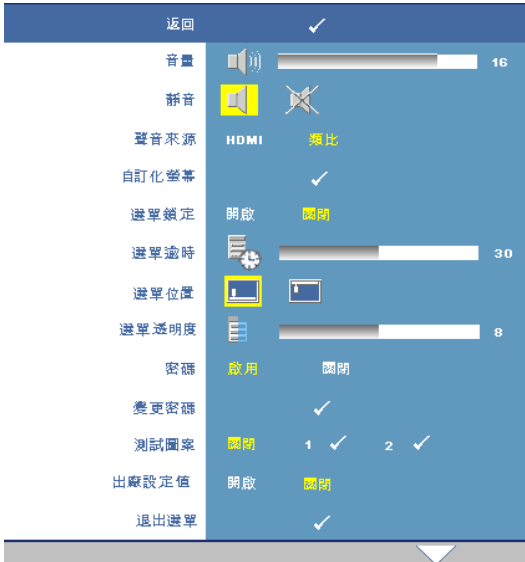 返回
音量 16
靜音
聲音來源 HDMI 類比
自訂化螢幕
選單鎖定 開啟 關閉
選單逾時 30
選單位置
選單透明度 8
密碼 啟用 關閉
變更密碼
測試圖案 關閉 1 2
出廠設定值 開啟 關閉
退出選單